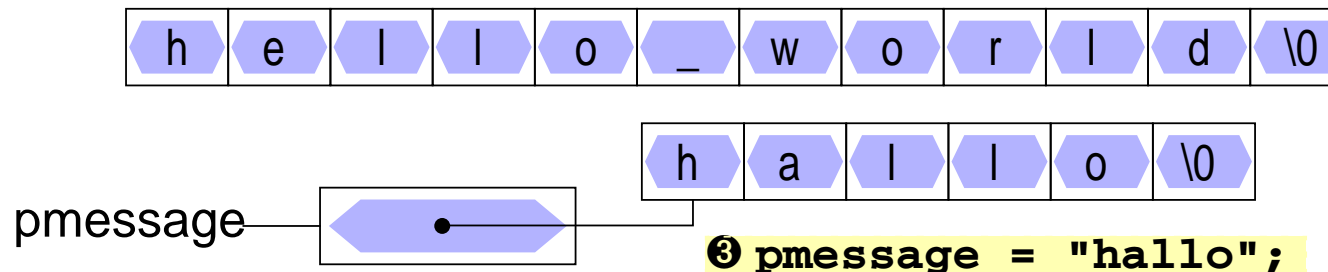 h e l l o _ w o r l d \0
h a l l o \0
pmessage
❸ pmessage = "hallo";